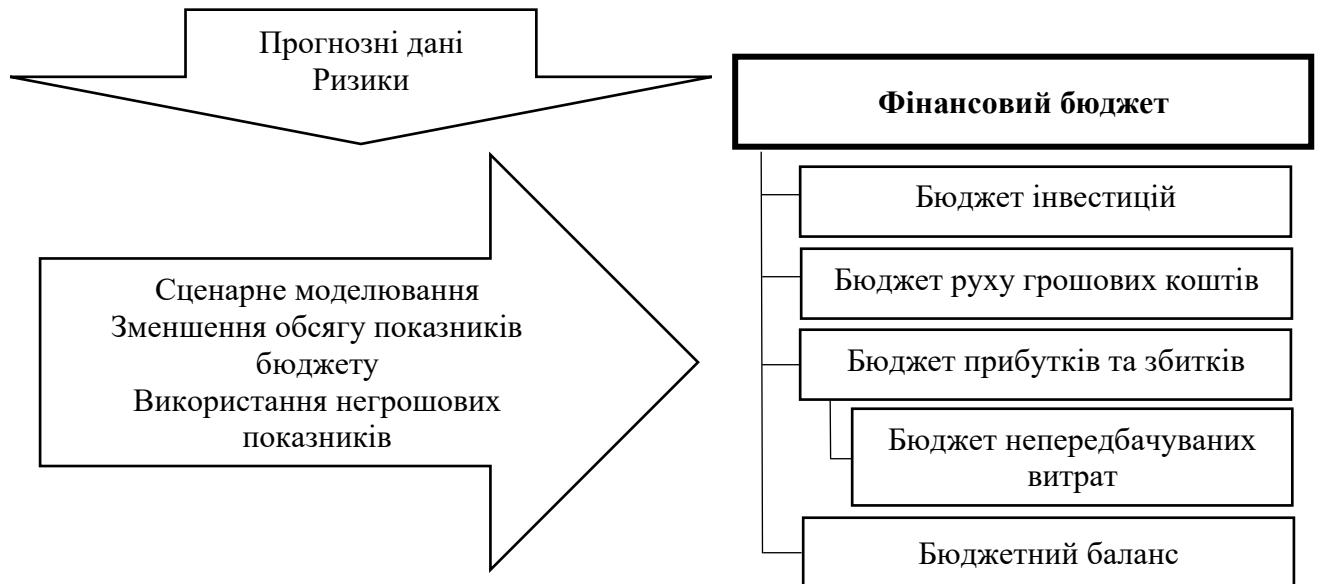 Прогнозні дані
Ризики
Сценарне моделювання
Зменшення обсягу показників
бюджету
Використання негрошових
показників
Фінансовий бюджет
Бюджет інвестицій
Бюджет руху грошових коштів
Бюджет прибутків та збитків
Бюджет непередбачуваних
витрат
Бюджетний баланс